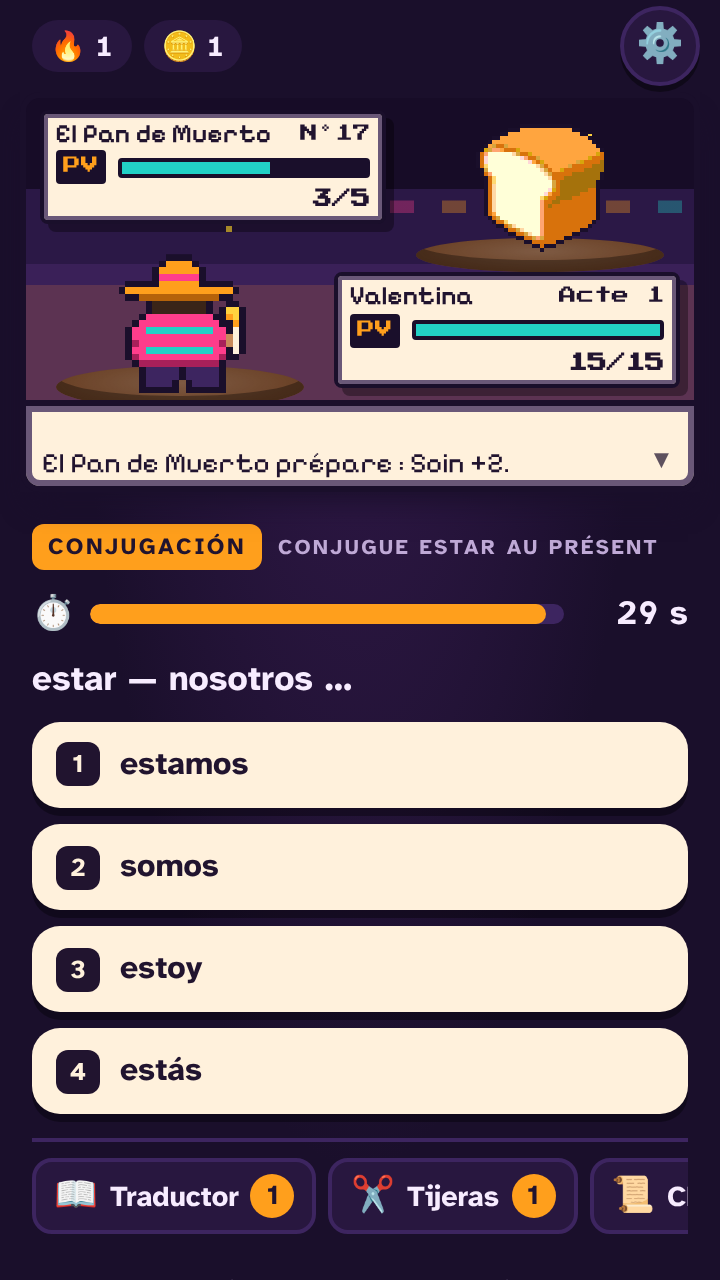 🔥 1 🪙 1 ⚙️
El Pan de Muerto N°17
PV
3/5
Valentina Acte 1
PV
15/15
El Pan de Muerto prépare : Soin +2. ▼
CONJUGACIÓN CONJUGUE ESTAR AU PRÉSENT
⏱️ 29 s
estar — nosotros ...
1 estamos
2 somos
3 estoy
4 estás
📖 Traductor 1 ✂️ Tijeras 1 📜